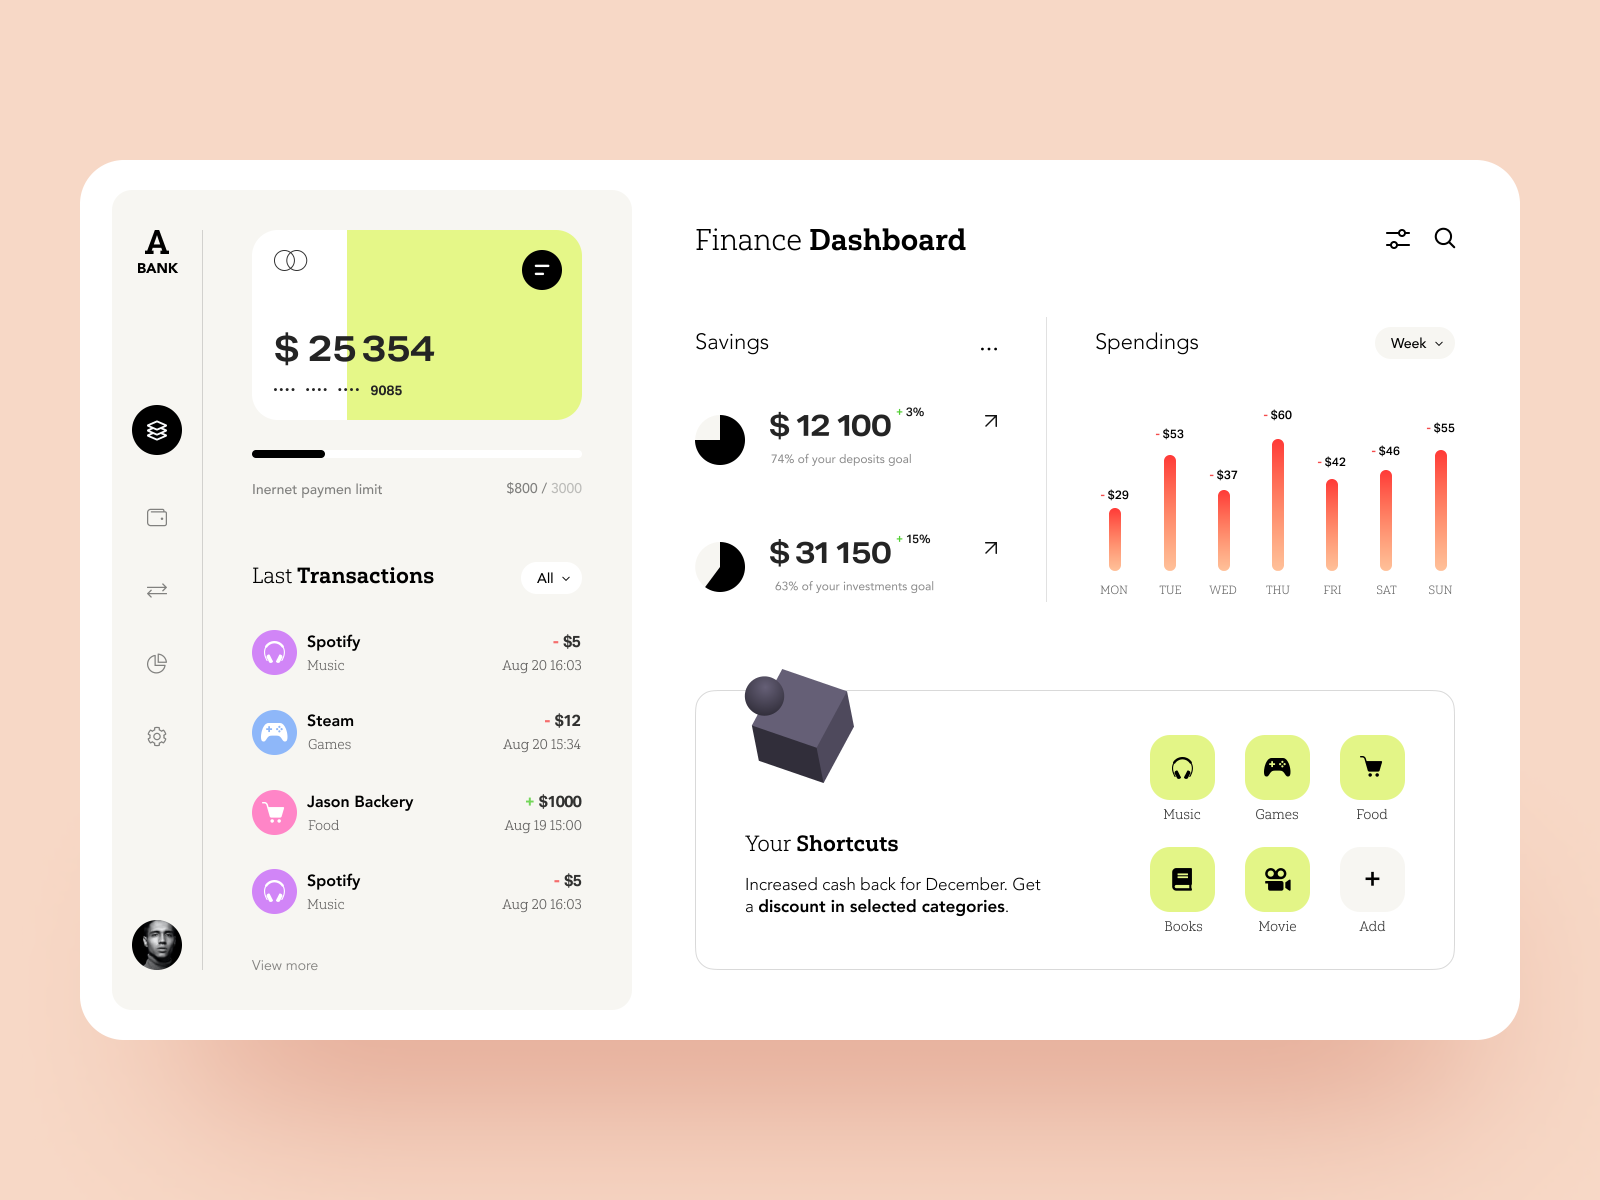 A
BANK
$ 25 354
•••• •••• •••• 9085
Inernet paymen limit
$800 / 3000
Last Transactions
All
Spotify
- $5
Music
Aug 20 16:03
Steam
- $12
Games
Aug 20 15:34
Jason Backery
+ $1000
Food
Aug 19 15:00
Spotify
- $5
Music
Aug 20 16:03
View more
Finance Dashboard
Savings
...
$ 12 100
+ 3%
74% of your deposits goal
$ 31 150
+ 15%
63% of your investments goal
Spendings
Week
- $29
- $53
- $37
- $60
- $42
- $46
- $55
MON
TUE
WED
THU
FRI
SAT
SUN
Your Shortcuts
Increased cash back for December. Get
a discount in selected categories.
Music
Games
Food
Books
Movie
Add